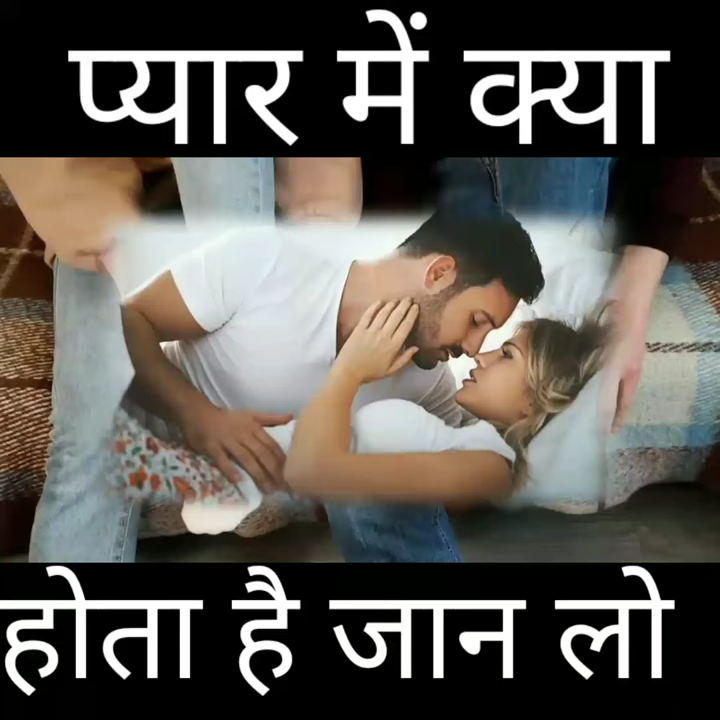 प्यार में क्या
होता है जान लो